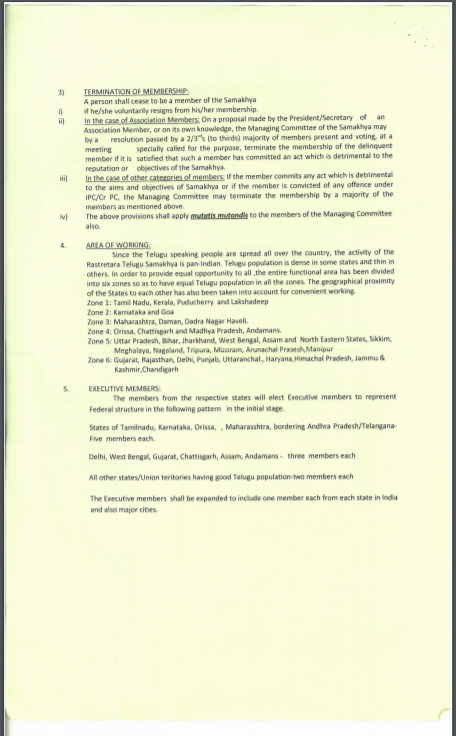 3) TERMINATION OF MEMBERSHIP:
A person shall cease to be a member of the Samakhya
i) if he/she voluntarily resigns from his/her membership.
ii) In the case of Association Members: On a proposal made by the President/Secretary of an
Association Member, or on its own knowledge, the Managing Committee of the Samakhya may
by a resolution passed by a 2/3rd's (to thirds) majority of members present and voting, at a
meeting specially called for the purpose, terminate the membership of the delinquent
member if it is satisfied that such a member has committed an act which is detrimental to the
reputation or objectives of the Samakhya.
iii) In the case of other categories of members: If the member commits any act which is detrimental
to the aims and objectives of Samakhya or if the member is convicted of any offence under
IPC/Cr PC, the Managing Committee may terminate the membership by a majority of the
members as mentioned above.
iv) The above provisions shall apply mutatis mutandis to the members of the Managing Committee
also.
4. AREA OF WORKING:
Since the Telugu speaking people are spread all over the country, the activity of the
Rastretara Telugu Samakhya is pan-Indian. Telugu population is dense in some states and thin in
others. In order to provide equal opportunity to all ,the entire functional area has been divided
into six zones so as to have equal Telugu population in all the zones. The geographical proximity
of the States to each other has also been taken into account for convenient working.
Zone 1: Tamil Nadu, Kerala, Puducherry and Lakshadeep
Zone 2: Karnataka and Goa
Zone 3: Maharashtra, Daman, Dadra Nagar Haveli.
Zone 4: Orissa, Chattisgarh and Madhya Pradesh, Andamans.
Zone 5: Uttar Pradesh, Bihar, Jharkhand, West Bengal, Assam and North Eastern States, Sikkim,
Meghalaya, Nagaland, Tripura, Mizoram, Arunachal Prasesh,Manipur
Zone 6: Gujarat, Rajasthan, Delhi, Punjab, Uttaranchal., Haryana,Himachal Pradesh, Jammu &
Kashmir,Chandigarh
5. EXECUTIVE MEMBERS:
The members from the respective states will elect Executive members to represent
Federal structure in the following pattern in the initial stage.
States of Tamilnadu, Karnataka, Orissa, , Maharasshtra, bordering Andhra Pradesh/Telangana-
Five members each.
Delhi, West Bengal, Gujarat, Chattisgarh, Assam, Andamans - three members each
All other states/Union teritories having good Telugu population-two members each
The Executive members shall be expanded to include one member each from each state in India
and also major cities.